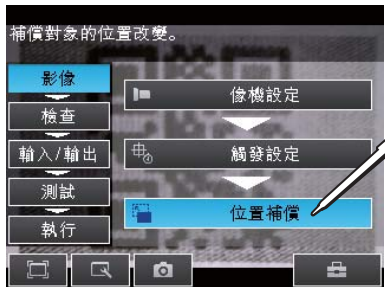 補償對象的位置改變。
影像
檢查
輸入/輸出
測試
執行
像機設定
觸發設定
位置補償